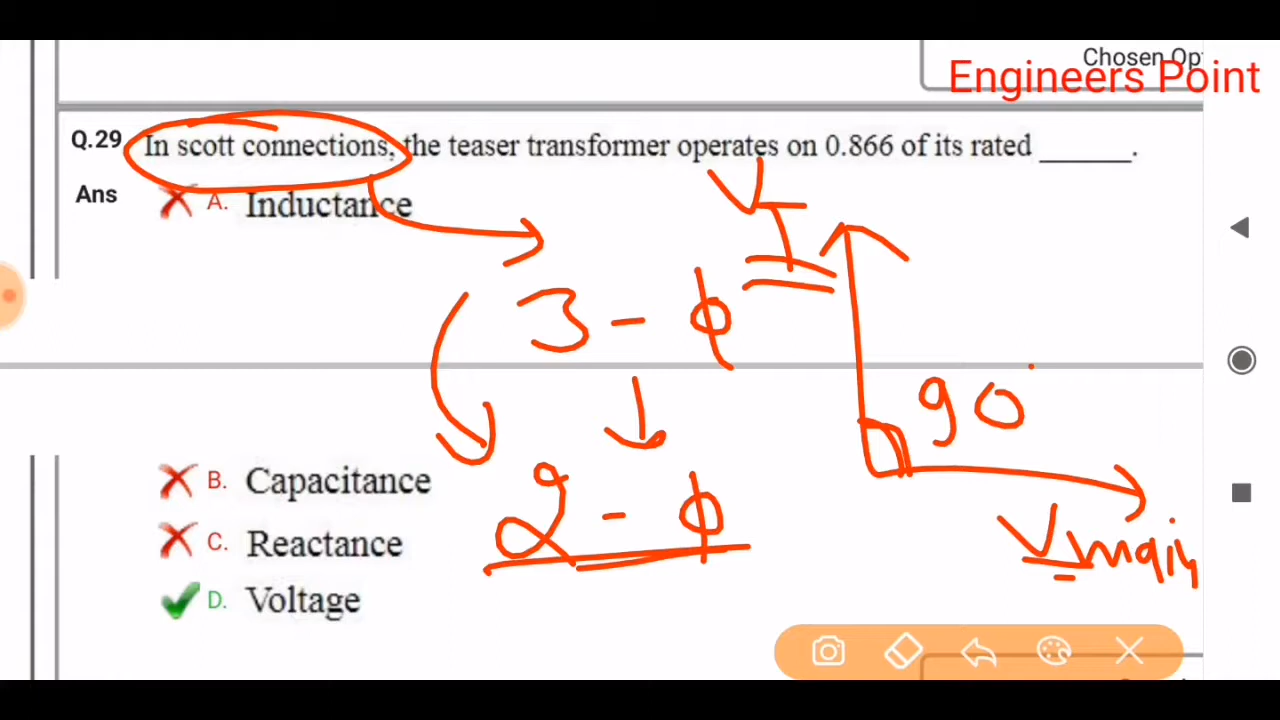 Chosen Op
Engineers Point
Q.29 In scott connections, the teaser transformer operates on 0.866 of its rated ______.
Ans
A. Inductance
3 - ϕ
90°
B. Capacitance
2 - ϕ
C. Reactance
V main
D. Voltage